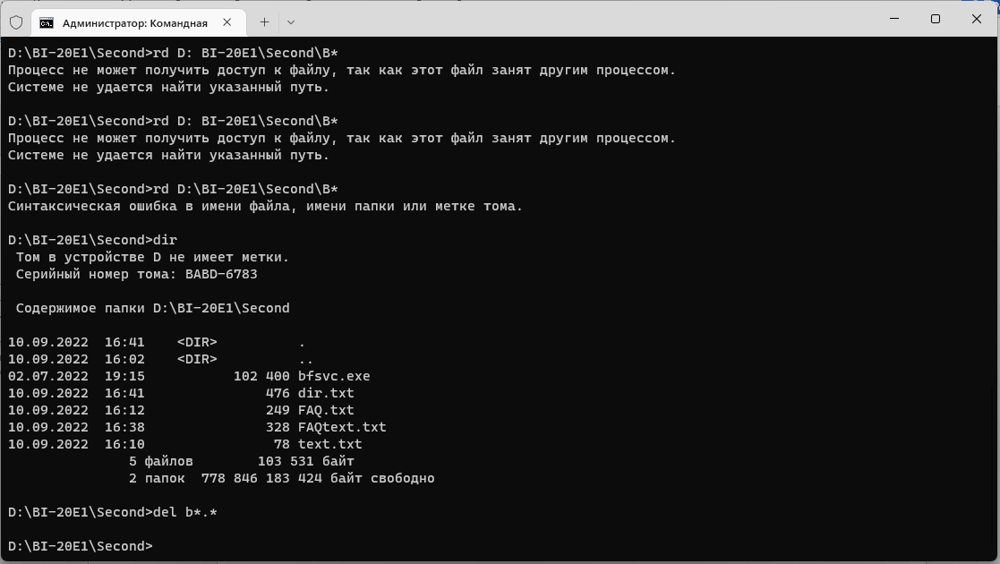 Администратор: Командная
D:\BI-20E1\Second>rd D: BI-20E1\Second\B*
Процесс не может получить доступ к файлу, так как этот файл занят другим процессом.
Системе не удается найти указанный путь.
D:\BI-20E1\Second>rd D: BI-20E1\Second\B*
Процесс не может получить доступ к файлу, так как этот файл занят другим процессом.
Системе не удается найти указанный путь.
D:\BI-20E1\Second>rd D:\BI-20E1\Second\B*
Синтаксическая ошибка в имени файла, имени папки или метке тома.
D:\BI-20E1\Second>dir
Том в устройстве D не имеет метки.
Серийный номер тома: BABD-6783
Содержимое папки D:\BI-20E1\Second
10.09.2022  16:41    <DIR>          .
10.09.2022  16:02    <DIR>          ..
02.07.2022  19:15           102 400 bfsvc.exe
10.09.2022  16:41               476 dir.txt
10.09.2022  16:12               249 FAQ.txt
10.09.2022  16:38               328 FAQtext.txt
10.09.2022  16:10                78 text.txt
5 файлов        103 531 байт
2 папок  778 846 183 424 байт свободно
D:\BI-20E1\Second>del b*.*
D:\BI-20E1\Second>